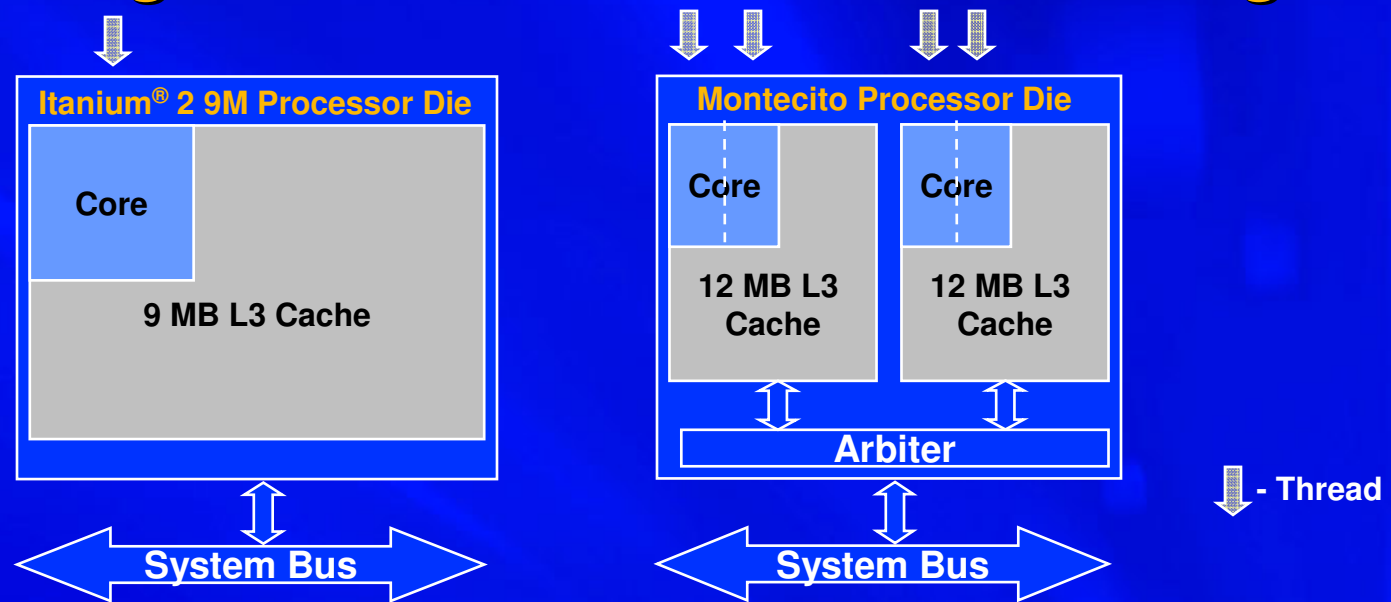 Itanium® 2 9M Processor Die
Core
9 MB L3 Cache
System Bus
Montecito Processor Die
Core
12 MB L3
Cache
Core
12 MB L3
Cache
Arbiter
System Bus
- Thread